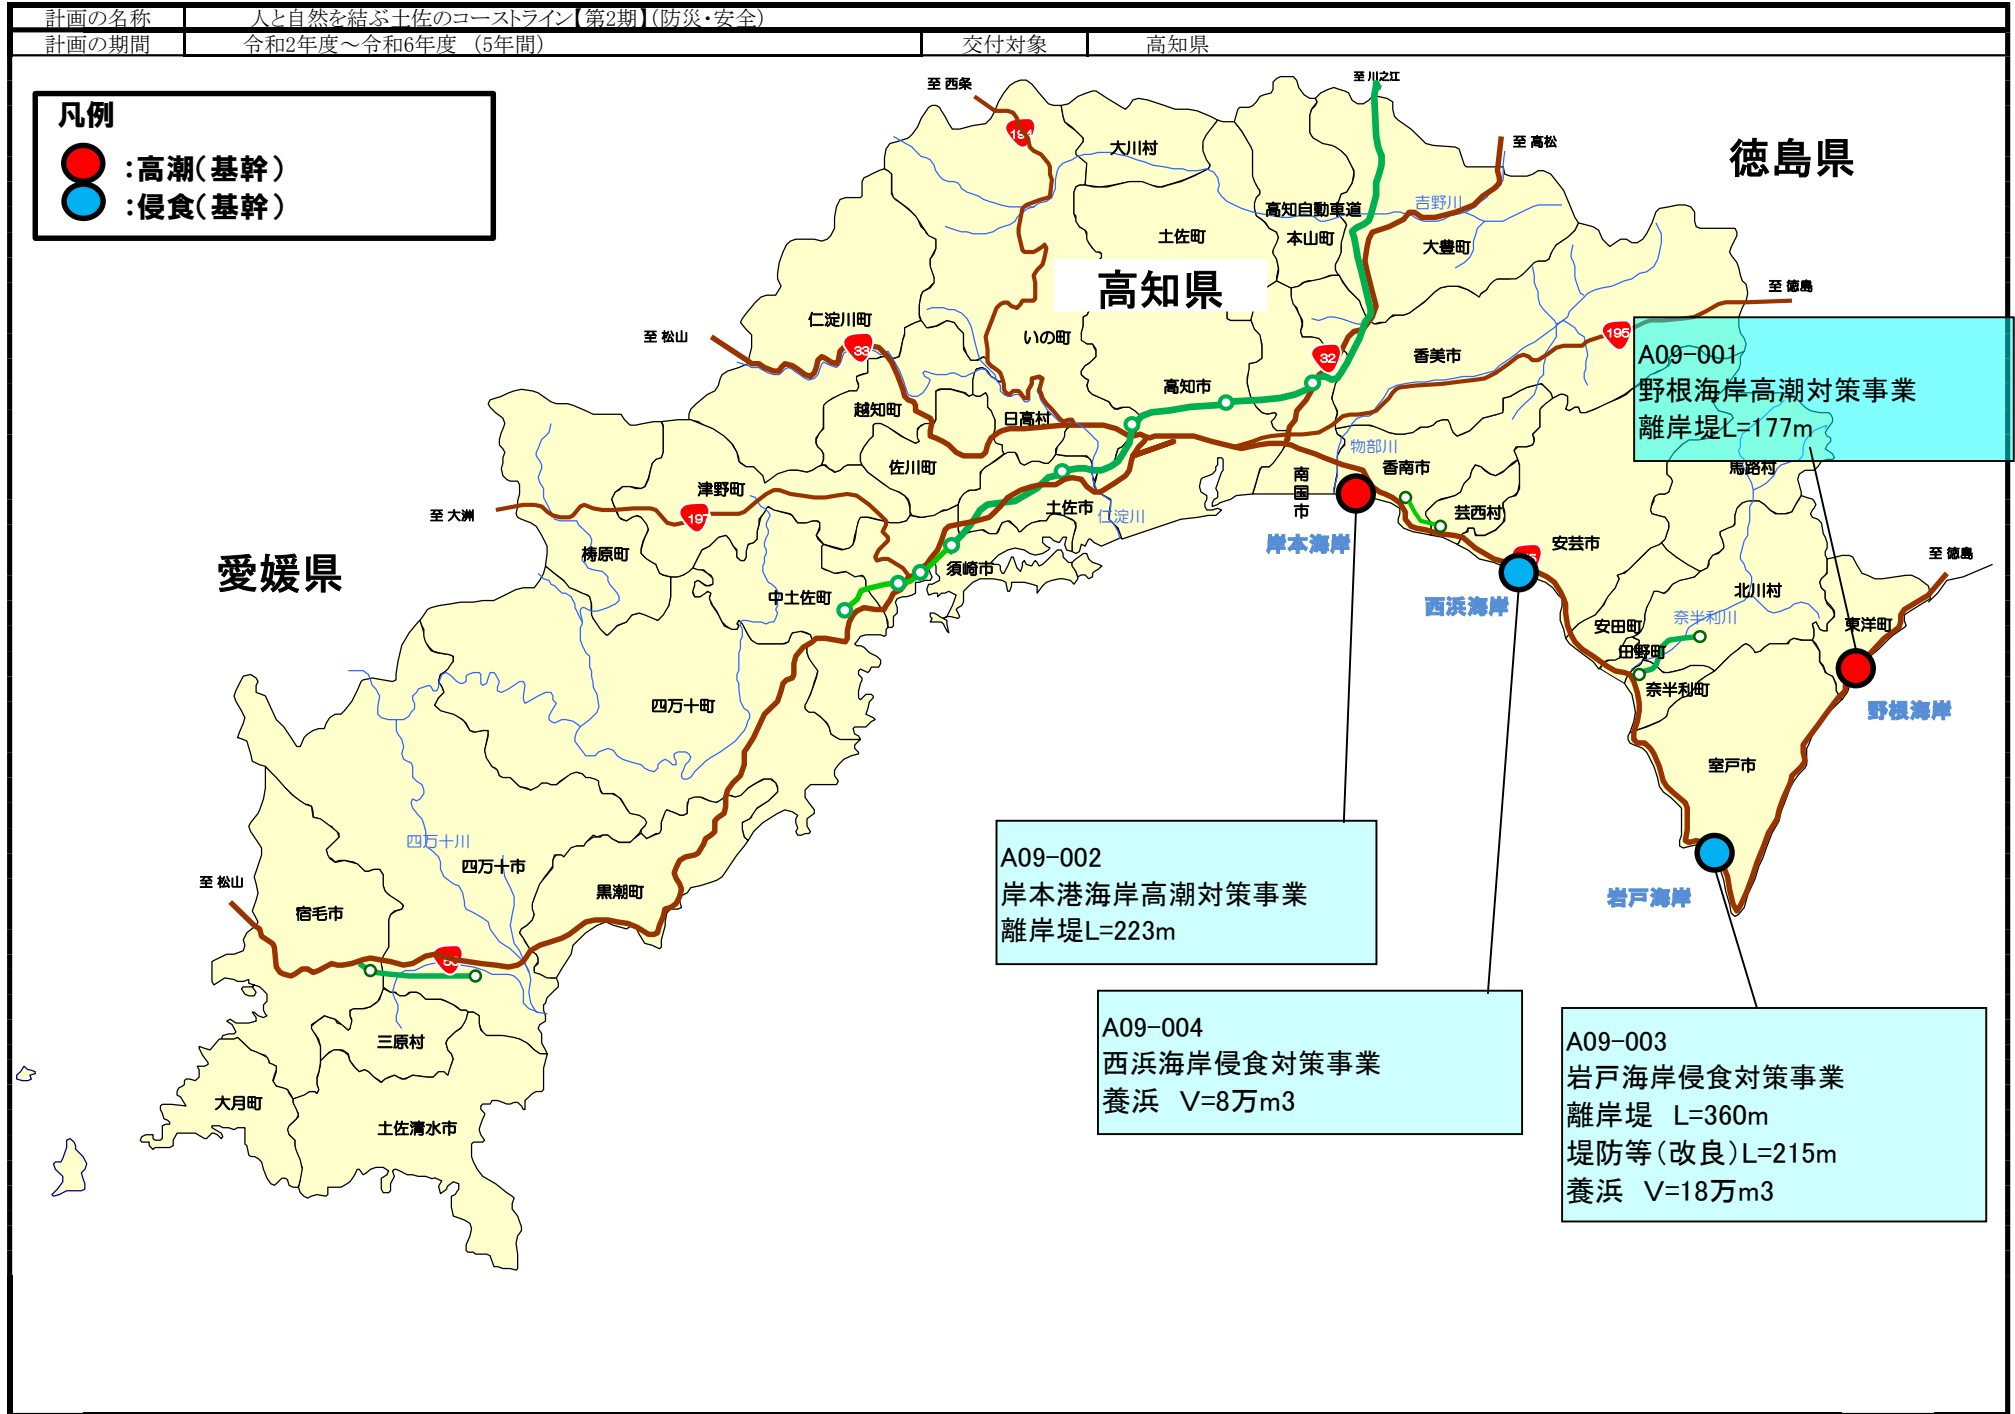 計画の名称 人と自然を結ぶ土佐のコーストライン【第2期】(防災・安全)
計画の期間 令和2年度～令和6年度 (5年間) 交付対象 高知県
凡例
:高潮(基幹)
:侵食(基幹)
至 西条
至 川之江
至 高松
徳島県
194
大川村
高知自動車道
吉野川
土佐町
本山町
大豊町
高知県
至 徳島
仁淀川町
至 松山
33
いの町
32
香美市
195
高知市
越知町
日高村
佐川町
物部川
香南市
南国市
津野町
197
至 大洲
土佐市
仁淀川
芸西村
馬路村
A09-001
野根海岸高潮対策事業
離岸堤L=177m
岸本海岸
安芸市
至 徳島
愛媛県
梼原町
須崎市
中土佐町
西浜海岸
北川村
奈半利川
安田町
東洋町
田野町
奈半利町
四万十町
野根海岸
室戸市
四万十川
四万十市
黒潮町
至 松山
宿毛市
岩戸海岸
A09-002
岸本港海岸高潮対策事業
離岸堤L=223m
三原村
大月町
土佐清水市
A09-004
西浜海岸侵食対策事業
養浜 V=8万m3
A09-003
岩戸海岸侵食対策事業
離岸堤 L=360m
堤防等(改良)L=215m
養浜 V=18万m3